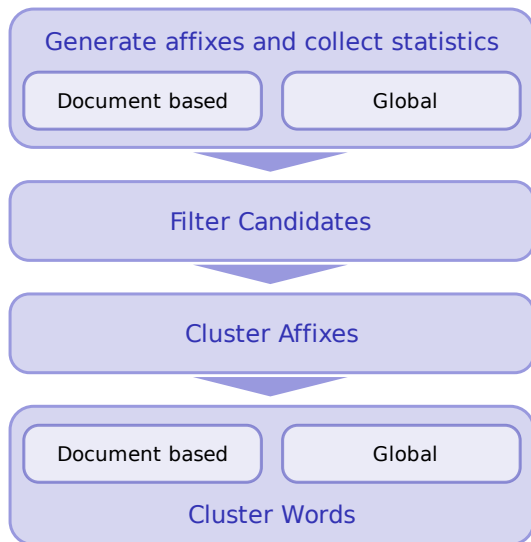 Generate affixes and collect statistics
Document based
Global
Filter Candidates
Cluster Affixes
Document based
Global
Cluster Words